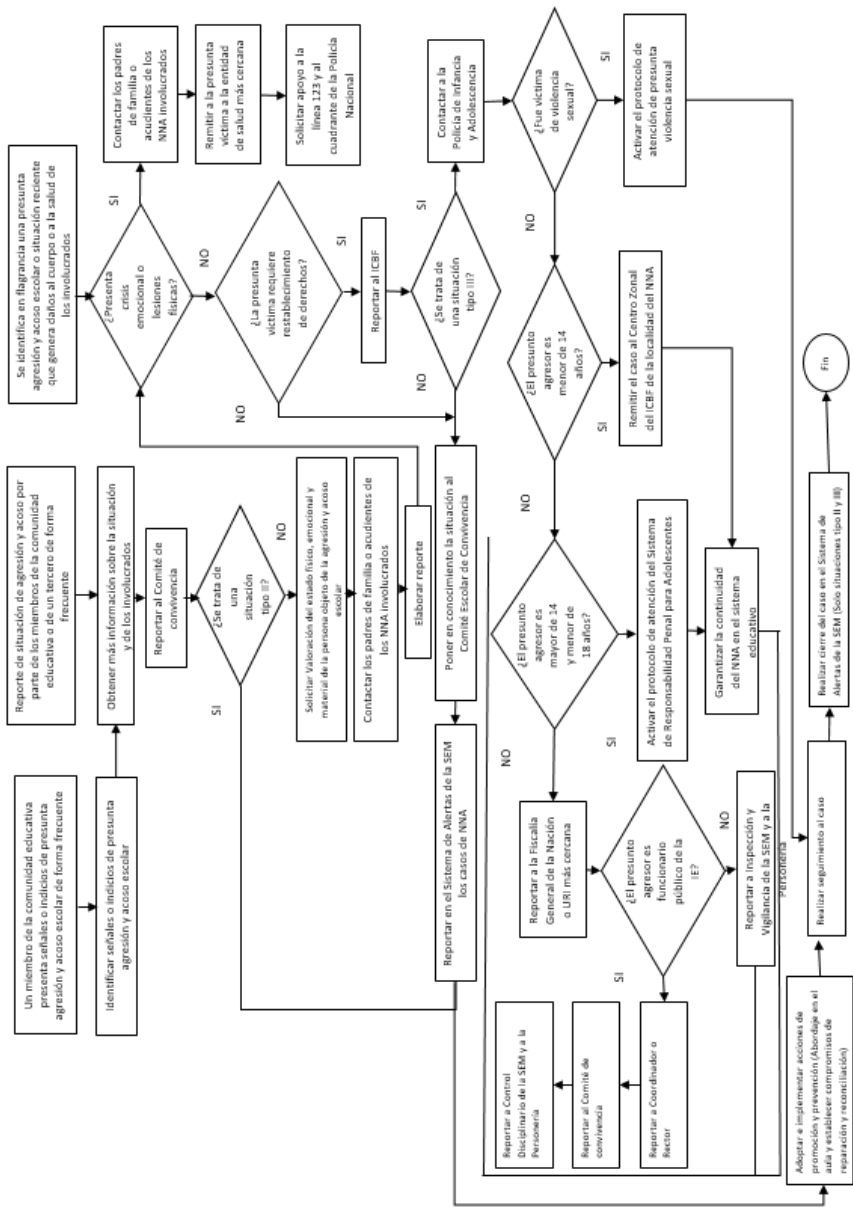 Un miembro de la comunidad educativa
presenta señales o indicios de presunta
agresión y acoso escolar de forma frecuente
Identificar señales o indicios de presunta
agresión y acoso escolar
Reporte de situación de agresión y acoso por
parte de los miembros de la comunidad
educativa o de un tercero de forma
frecuente
Obtener más información sobre la situación
y de los involucrados
Reportar al Comité de
convivencia
¿Se trata de
una
situación
tipo II?
SI
NO
Solicitar Valoración del estado físico, emocional y
material de la persona objeto de la agresión y acoso
escolar
Contactar los padres de familia o acudientes de
los NNA involucrados
Elaborar reporte
Se identifica en flagrancia una presunta
agresión y acoso escolar o situación reciente
que genera daños al cuerpo o a la salud de
los involucrados
¿Presenta
crisis
emocional o
lesiones
físicas?
SI
NO
Contactar los padres
de familia o
acudientes de los
NNA involucrados
Remitir a la presunta
víctima a la entidad
de salud más cercana
Solicitar apoyo a la
línea 123 y al
cuadrante de la Policía
Nacional
¿La presunta
víctima requiere
restablecimiento
de derechos?
NO
SI
Reportar al ICBF
¿Se trata de
una situación
tipo III?
NO
SI
Poner en conocimiento la situación al
Comité Escolar de Convivencia
Reportar en el Sistema de Alertas de la SEM
los casos de NNA
Contactar a la
Policía de Infancia
y Adolescencia
¿Fue víctima
de violencia
sexual?
NO
SI
Activar el protocolo de
atención de presunta
violencia sexual
¿El presunto
agresor es
menor de 14
años?
NO
SI
Remitir el caso al Centro Zonal
del ICBF de la localidad del NNA
¿El presunto
agresor es
mayor de 14
y menor de
18 años?
NO
SI
Activar el protocolo de atención del Sistema
de Responsabilidad Penal para Adolescentes
Garantizar la continuidad
del NNA en el sistema
educativo
Reportar a la Fiscalía
General de la Nación
o URI más cercana
¿El presunto
agresor es
funcionario
público de la
IE?
SI
NO
Reportar a Inspección y
Vigilancia de la SEM y a la
Personería
Reportar a Coordinador o
Rector
Reportar al Comité de
convivencia
Reportar a Control
Disciplinario de la SEM y a la
Personería
Adoptar e implementar acciones de
promoción y prevención (Abordaje en el
aula y establecer compromisos de
reparación y reconciliación)
Realizar seguimiento al caso
Realizar cierre del caso en el Sistema de
Alertas de la SEM (Solo situaciones tipo II y III)
Fin